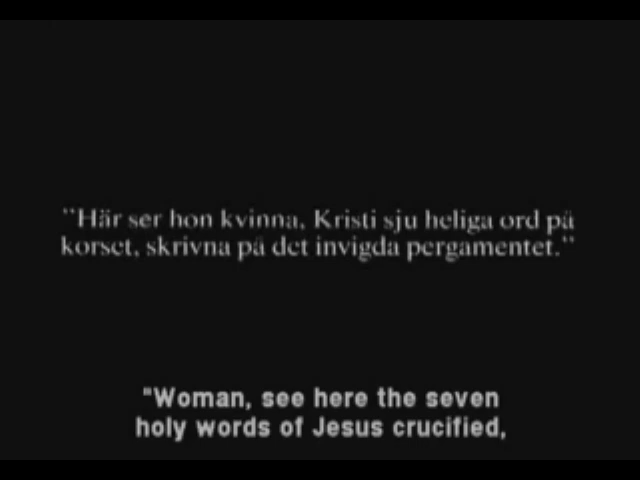 "Här ser hon kvinna, Kristi sju heliga ord på
korset, skrivna på det invigda pergamentet."
"Woman, see here the seven
holy words of Jesus crucified,